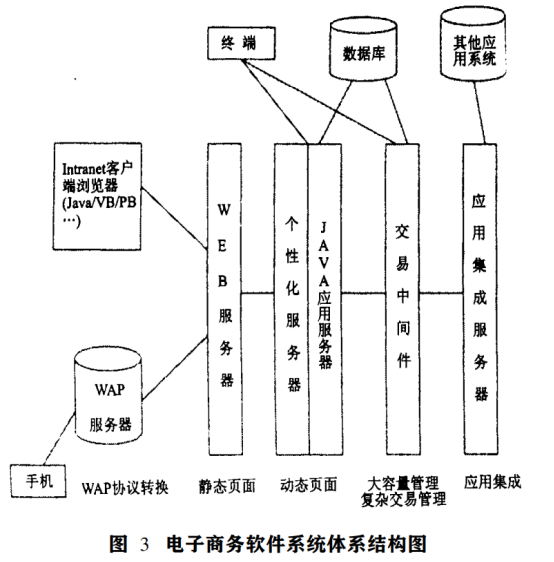 终 端
数据库
其他应
用系统
Intranet客户
端浏览器
(Java/VB/PB
…)
WEB服务器
个性化服务器
JAVA应用服务器
交易中间件
应用集成服务器
WAP
服务器
手机
WAP协议转换
静态页面
动态页面
大容量管理
复杂交易管理
应用集成
图 3 电子商务软件系统体系结构图